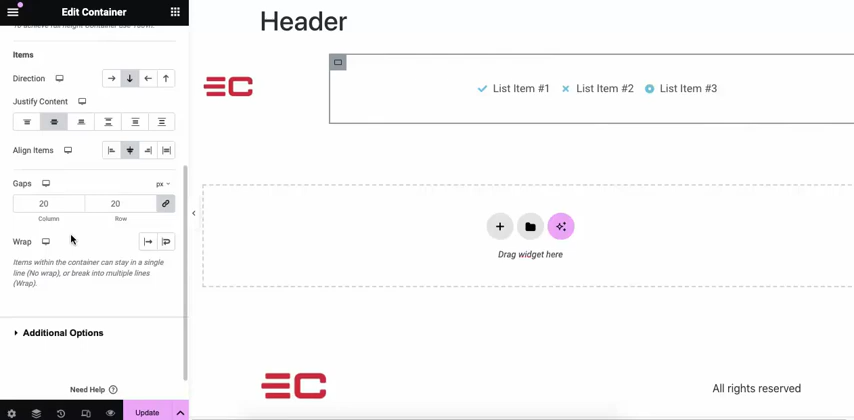 Edit Container
Items
Direction
Justify Content
Align Items
Gaps
px
20
20
Column
Row
Wrap
Items within the container can stay in a single
line (No wrap), or break into multiple lines
(Wrap).
Additional Options
Need Help
Update
Header
EC
List Item #1
List Item #2
List Item #3
Drag widget here
EC
All rights reserved